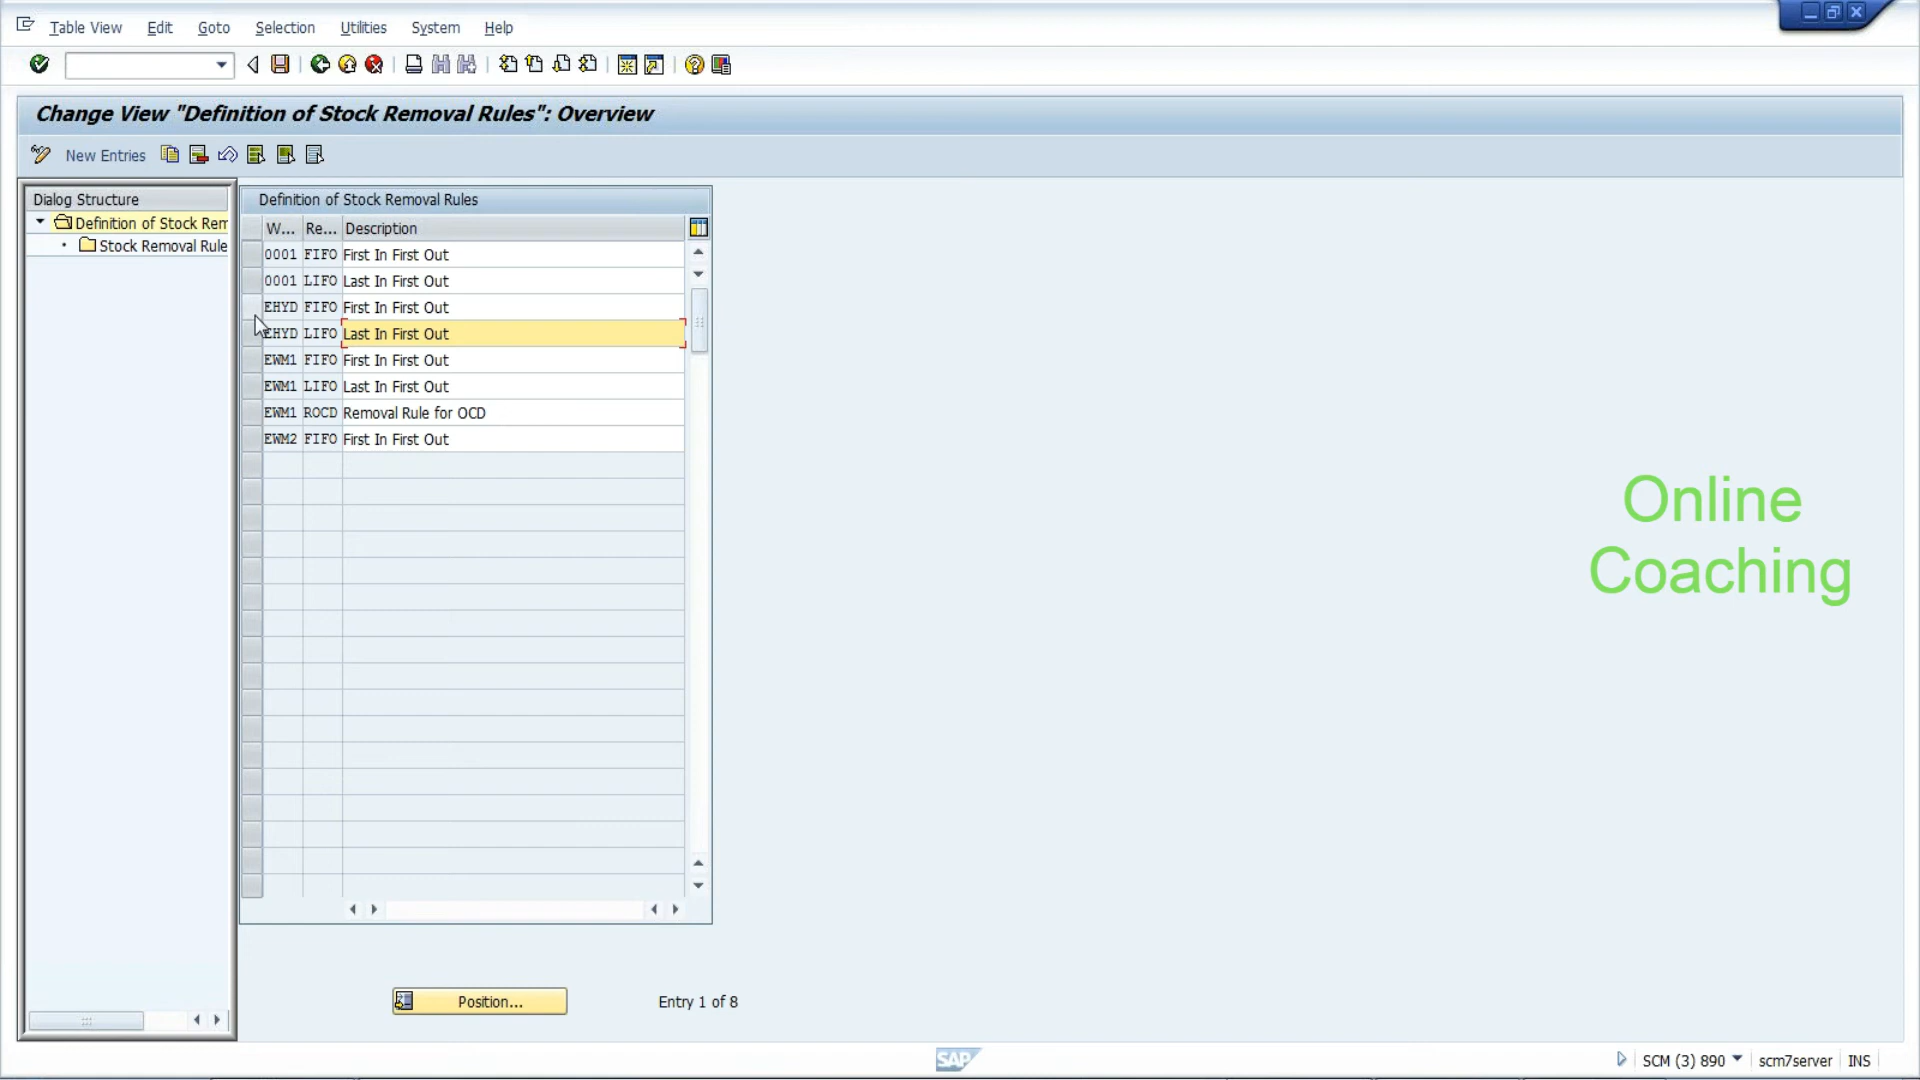 Table View Edit Goto Selection Utilities System Help
Change View "Definition of Stock Removal Rules": Overview
New Entries
Dialog Structure
Definition of Stock Rem
Stock Removal Rule
Definition of Stock Removal Rules
W... Re... Description
0001 FIFO First In First Out
0001 LIFO Last In First Out
EHYD FIFO First In First Out
EHYD LIFO Last In First Out
EWM1 FIFO First In First Out
EWM1 LIFO Last In First Out
EWM1 ROCD Removal Rule for OCD
EWM2 FIFO First In First Out
Online
Coaching
Position... Entry 1 of 8
SAP SCM (3) 890 scm7server INS